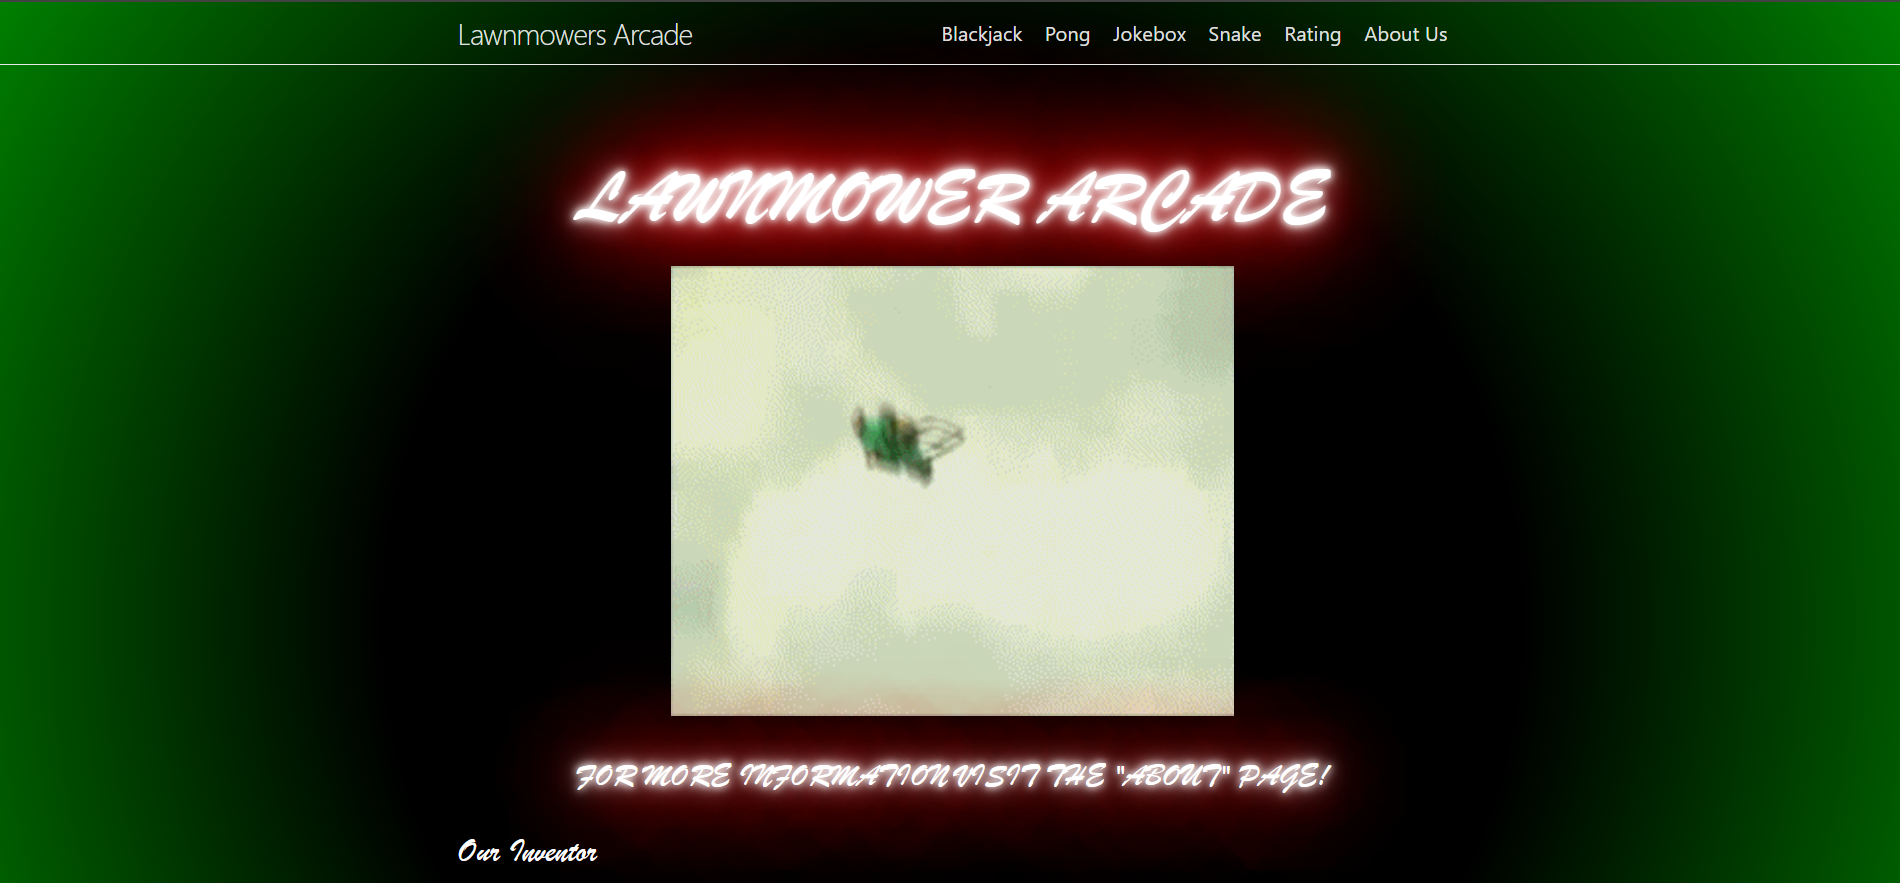 Lawnmowers Arcade
Blackjack Pong Jokebox Snake Rating About Us
LAWNMOWER ARCADE
FOR MORE INFORMATION VISIT THE "ABOUT" PAGE!
Our Inventor